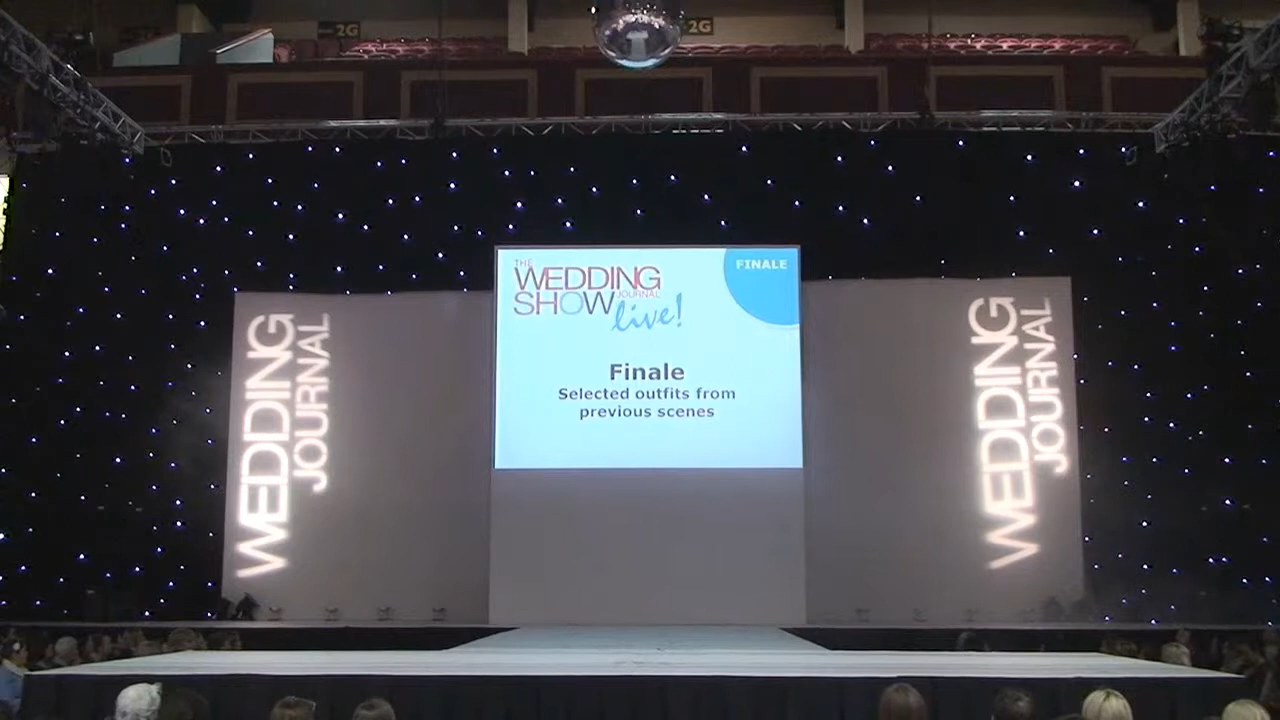 2G
2G
THE
WEDDING
SHOW JOURNAL
live!
FINALE
Finale
Selected outfits from
previous scenes
WEDDING
JOURNAL
WEDDING
JOURNAL